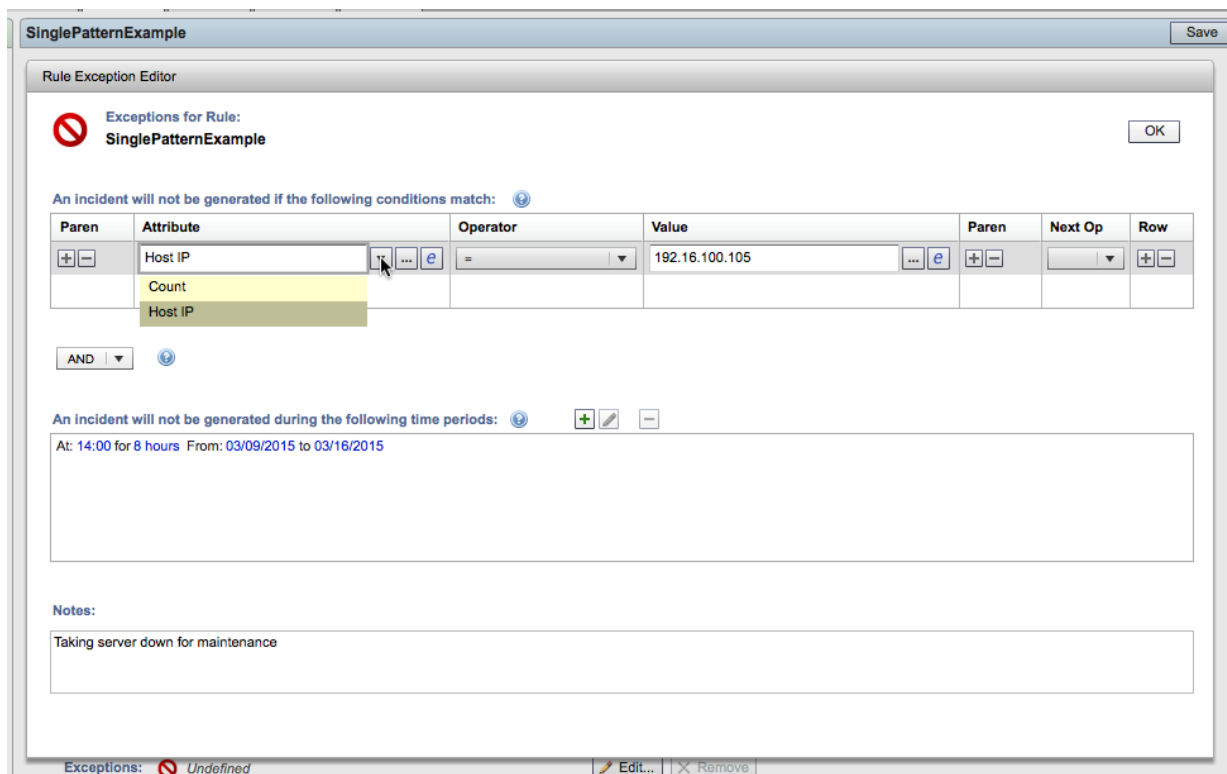 SinglePatternExample
Save
Rule Exception Editor
Exceptions for Rule:
SinglePatternExample
OK
An incident will not be generated if the following conditions match: ?
Paren Attribute Operator Value Paren Next Op Row
+ − Host IP ... e = 192.16.100.105 ... e + − + −
Count
Host IP
AND ?
An incident will not be generated during the following time periods: ? + −
At: 14:00 for 8 hours From: 03/09/2015 to 03/16/2015
Notes:
Taking server down for maintenance
Exceptions: Undefined Edit... X Remove